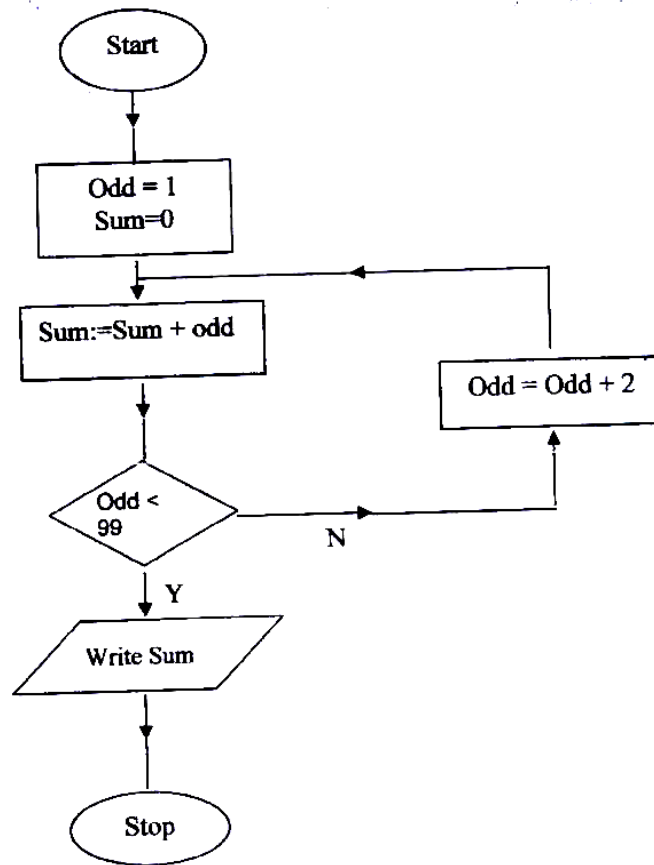 Start
Odd = 1
Sum=0
Sum:=Sum + odd
Odd = Odd + 2
Odd <
99
N
Y
Write Sum
Stop